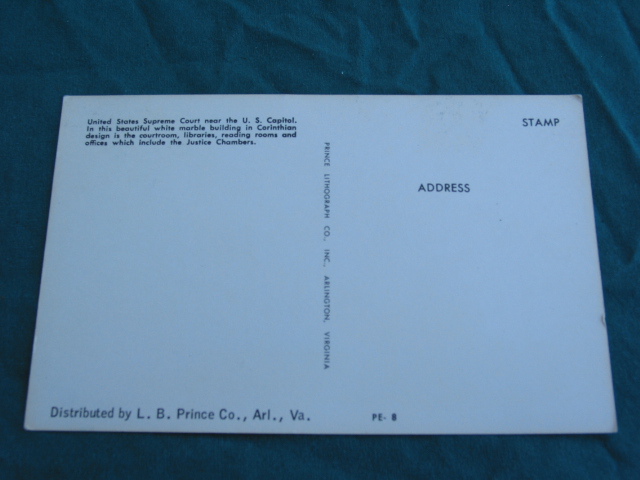 United States Supreme Court near the U. S. Capitol.
In this beautiful white marble building in Corinthian
design is the courtroom, libraries, reading rooms and
offices which include the Justice Chambers.
PRINCE LITHOGRAPH CO., INC., ARLINGTON, VIRGINIA
STAMP
ADDRESS
Distributed by L. B. Prince Co., Arl., Va.
PE- 8